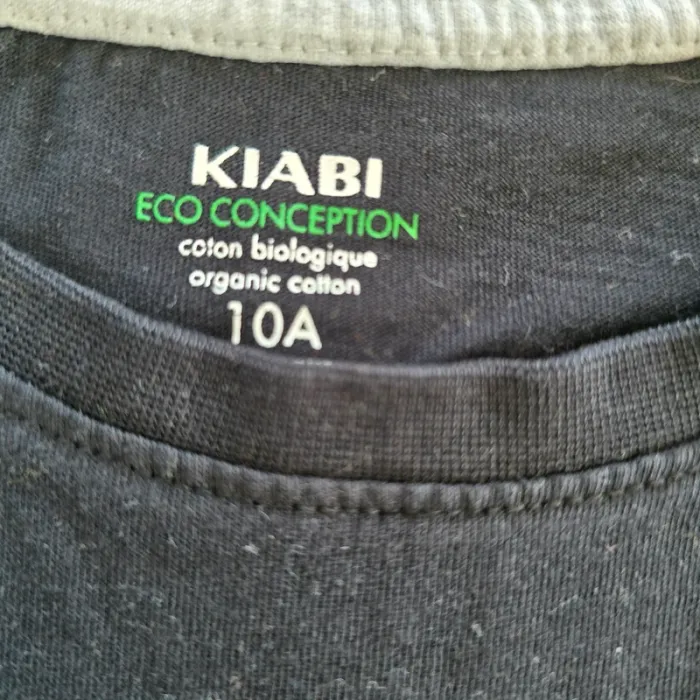 KIABI
ECO CONCEPTION
coton biologique
organic cotton
10A